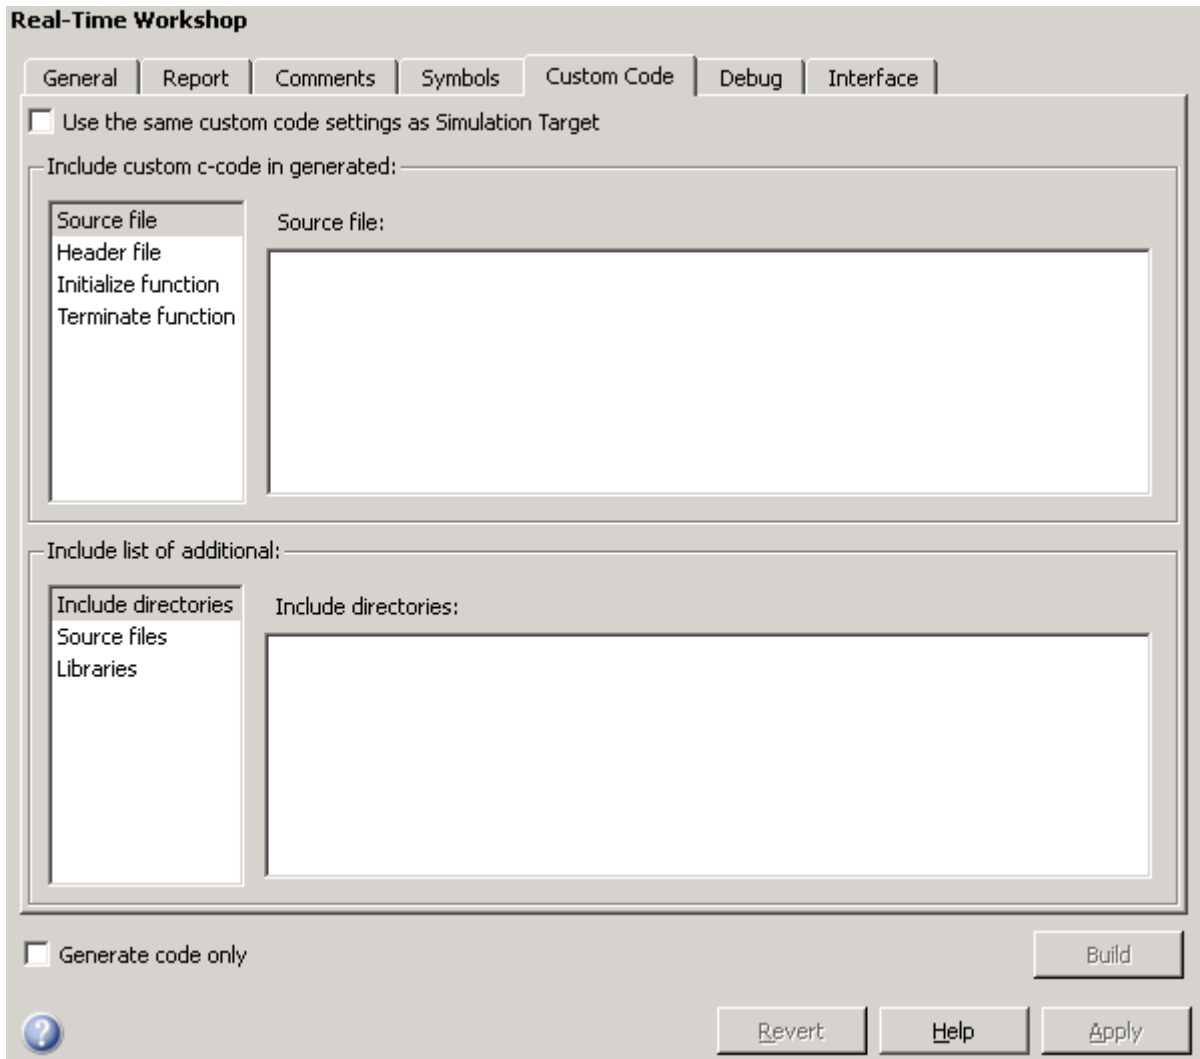 Real-Time Workshop
General Report Comments Symbols Custom Code Debug Interface
Use the same custom code settings as Simulation Target
Include custom c-code in generated:
Source file
Header file
Initialize function
Terminate function
Source file:
Include list of additional:
Include directories
Source files
Libraries
Include directories:
Generate code only
Build
?
Revert Help Apply